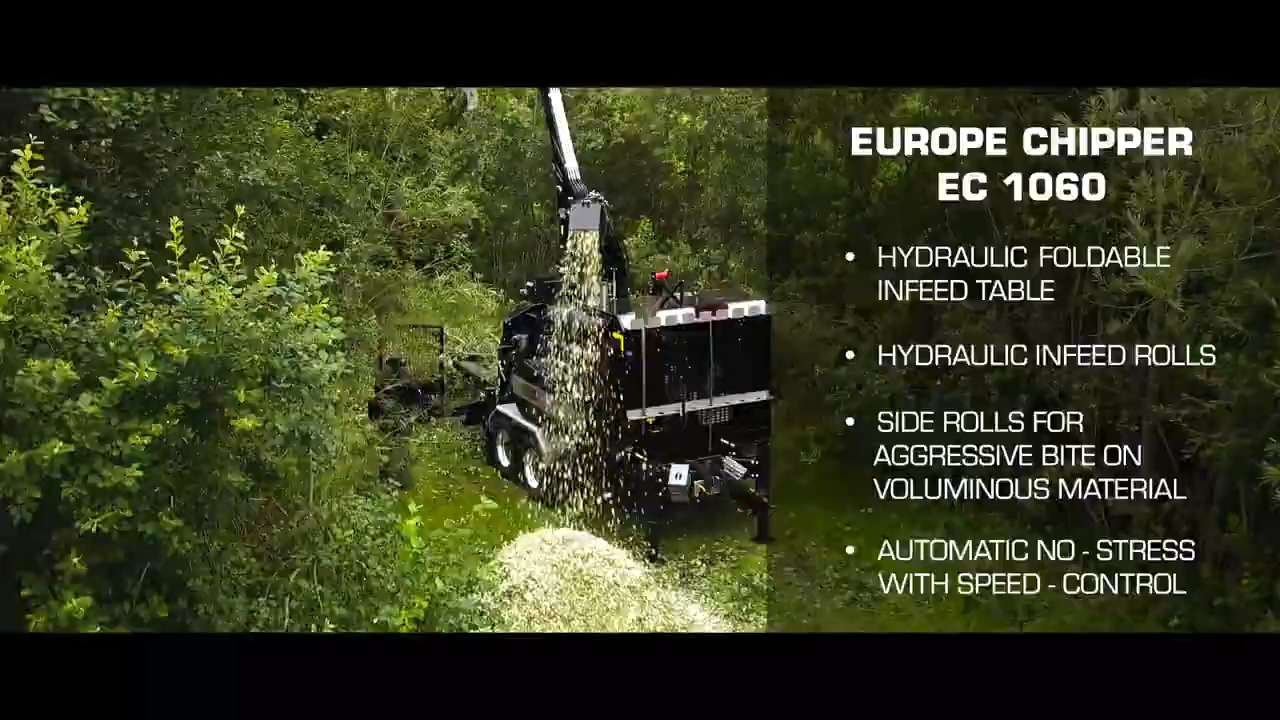 EUROPE CHIPPER
EC 1060
• HYDRAULIC FOLDABLE
INFEED TABLE
• HYDRAULIC INFEED ROLLS
• SIDE ROLLS FOR
AGGRESSIVE BITE ON
VOLUMINOUS MATERIAL
• AUTOMATIC NO - STRESS
WITH SPEED - CONTROL